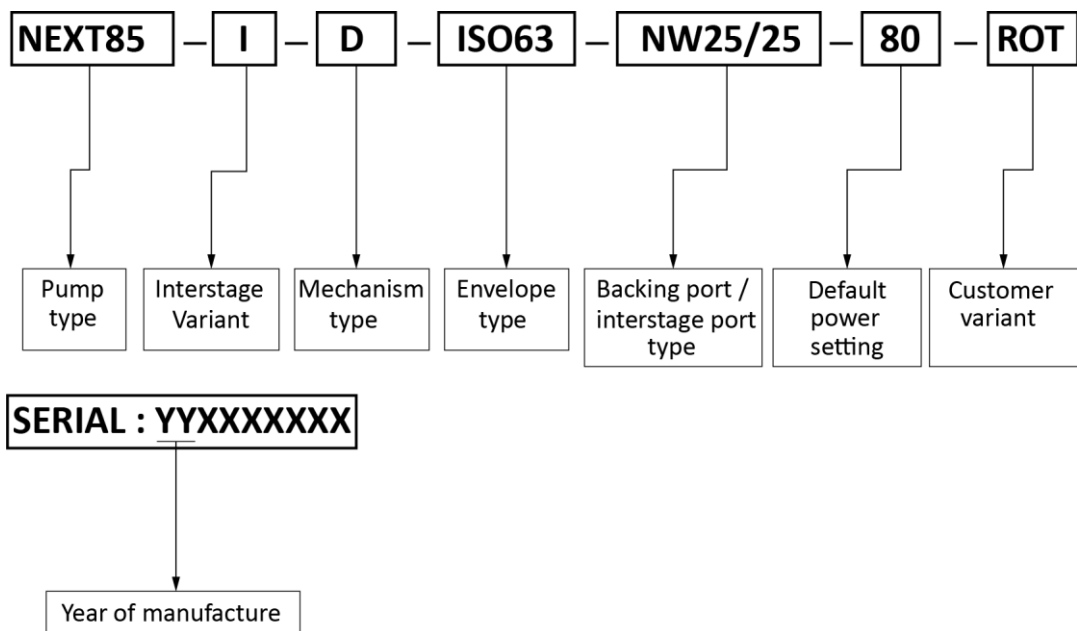 NEXT85 – I – D – ISO63 – NW25/25 – 80 – ROT
Pump
type
Interstage
Variant
Mechanism
type
Envelope
type
Backing port /
interstage port
type
Default
power
setting
Customer
variant
SERIAL : YYXXXXXXX
Year of manufacture